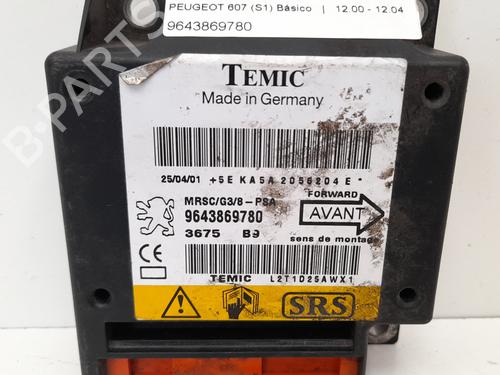 PEUGEOT 607 (S1) Básico | 12.00 - 12.04
9643869780
TEMIC
Made in Germany
25/04/01 +5E KA5A 2056204 E *
FORWARD
MRSC/G3/8-PSA
AVANT
9643869780
3675 B9
sens de montage
TEMIC L2T1D25AWX1
SRS
B-PARTS